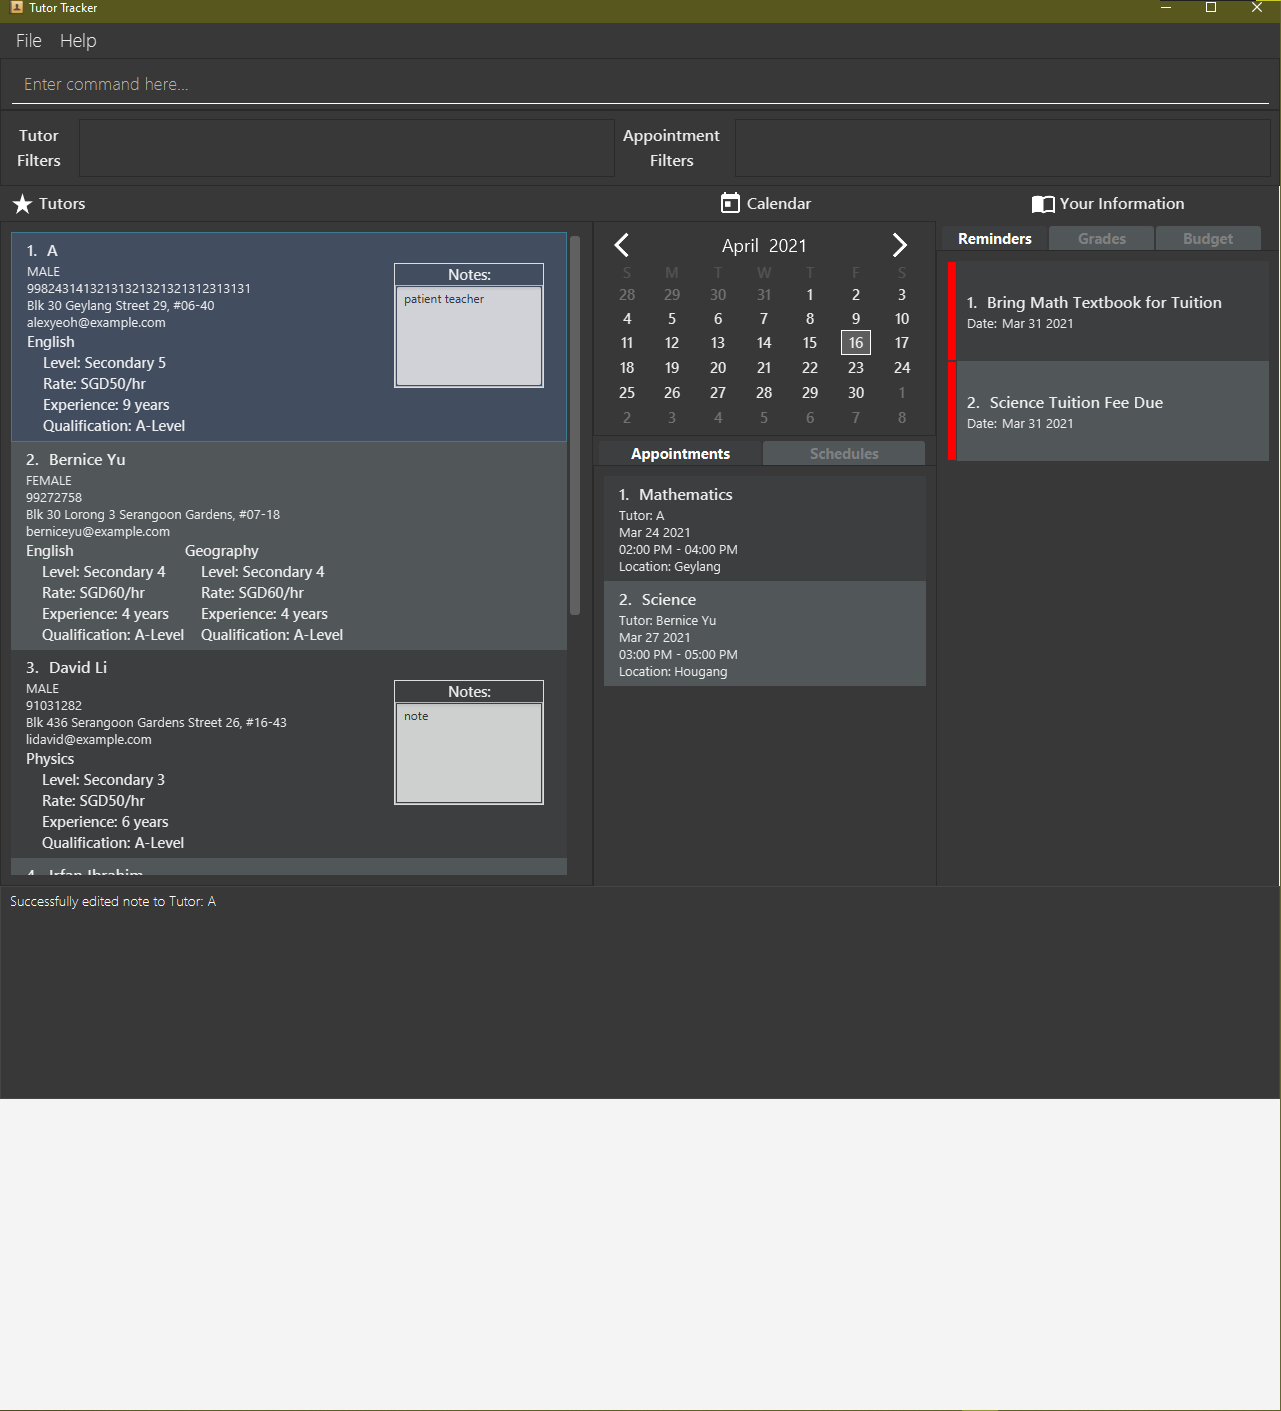 Tutor Tracker
File Help
Enter command here...
Tutor
Filters
Appointment
Filters
Tutors
1. A
MALE
99824314132131321321321312313131
Blk 30 Geylang Street 29, #06-40
alexyeoh@example.com
English
Level: Secondary 5
Rate: SGD50/hr
Experience: 9 years
Qualification: A-Level
Notes:
patient teacher
2. Bernice Yu
FEMALE
99272758
Blk 30 Lorong 3 Serangoon Gardens, #07-18
berniceyu@example.com
English Geography
Level: Secondary 4 Level: Secondary 4
Rate: SGD60/hr Rate: SGD60/hr
Experience: 4 years Experience: 4 years
Qualification: A-Level Qualification: A-Level
3. David Li
MALE
91031282
Blk 436 Serangoon Gardens Street 26, #16-43
lidavid@example.com
Physics
Level: Secondary 3
Rate: SGD50/hr
Experience: 6 years
Qualification: A-Level
Notes:
note
4. Irfan Ibrahim
Calendar
April 2021
S M T W T F S
28 29 30 31 1 2 3
4 5 6 7 8 9 10
11 12 13 14 15 16 17
18 19 20 21 22 23 24
25 26 27 28 29 30 1
2 3 4 5 6 7 8
Appointments Schedules
1. Mathematics
Tutor: A
Mar 24 2021
02:00 PM - 04:00 PM
Location: Geylang
2. Science
Tutor: Bernice Yu
Mar 27 2021
03:00 PM - 05:00 PM
Location: Hougang
Your Information
Reminders Grades Budget
1. Bring Math Textbook for Tuition
Date: Mar 31 2021
2. Science Tuition Fee Due
Date: Mar 31 2021
Successfully edited note to Tutor: A